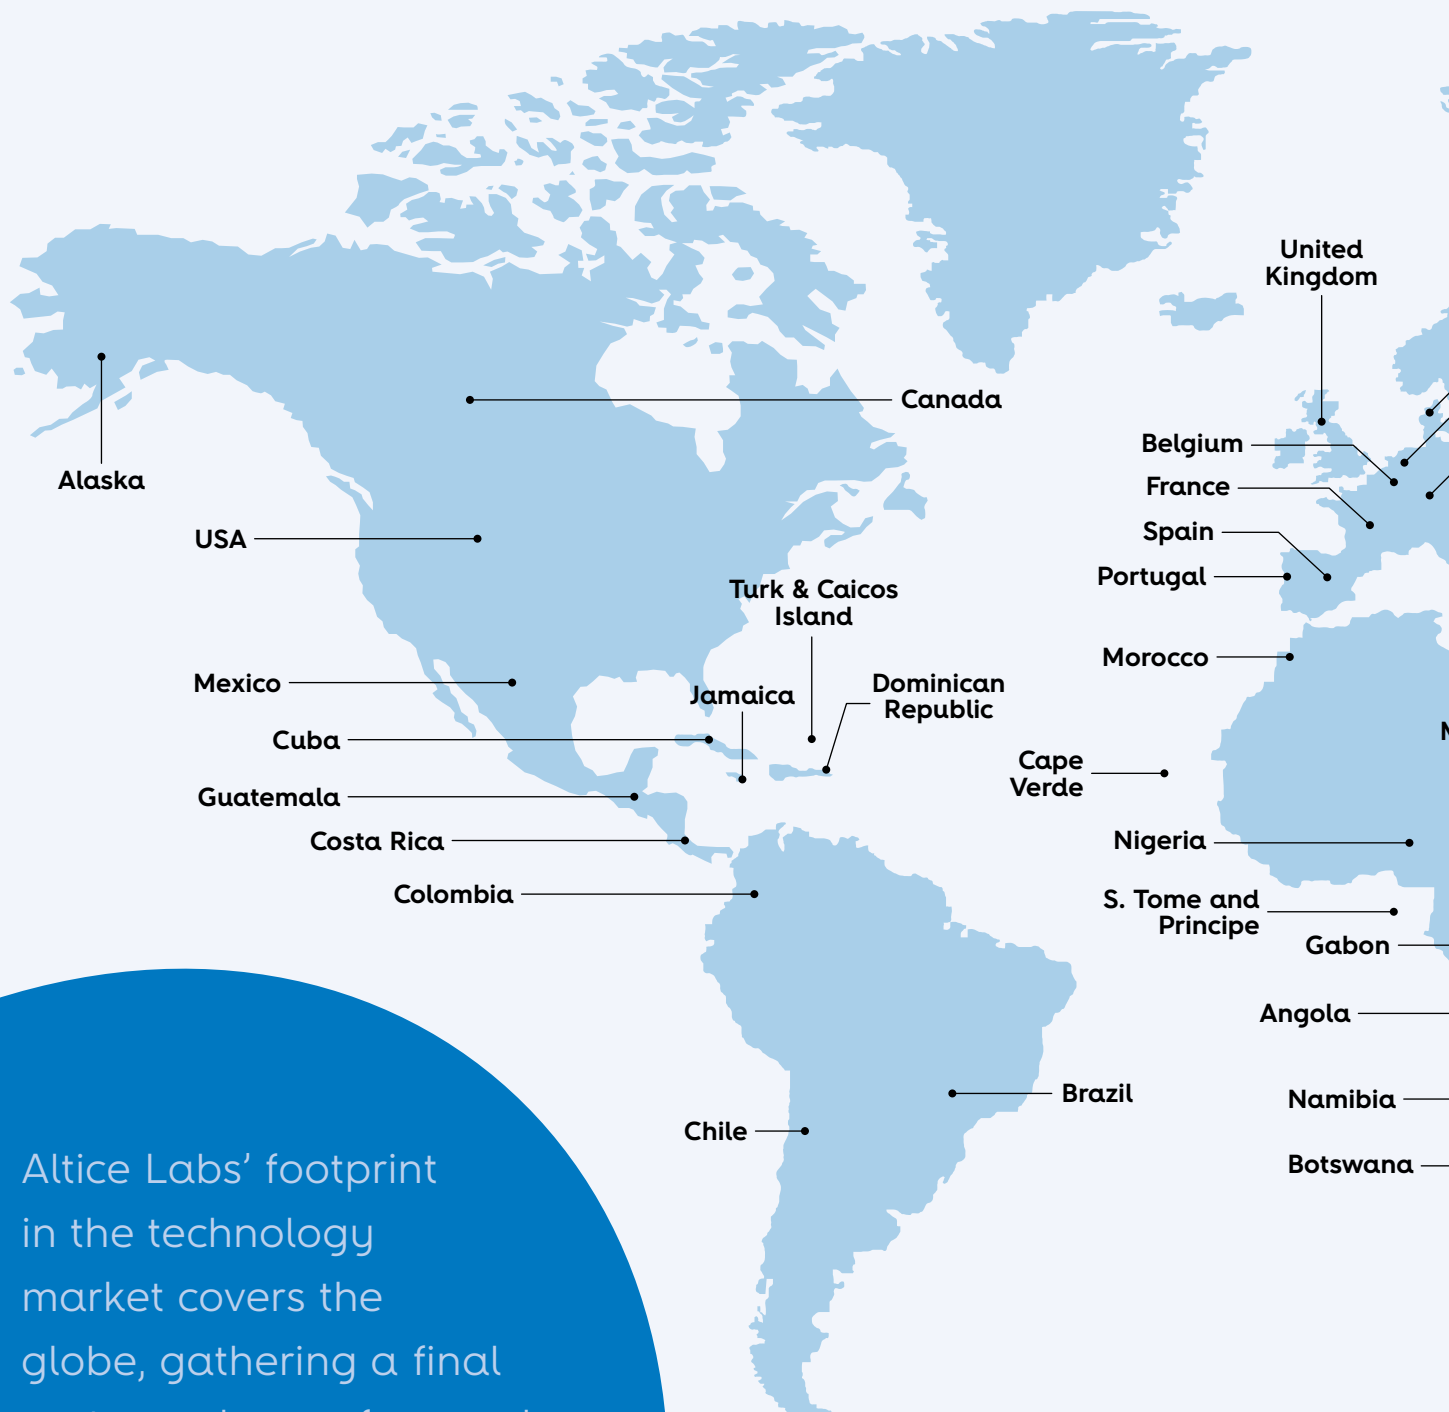 United
Kingdom
Canada
Belgium
Alaska
France
Spain
USA
Portugal
Turk & Caicos
Island
Morocco
Mexico
Jamaica
Dominican
Republic
Cuba
Cape
Verde
Guatemala
Costa Rica
Nigeria
Colombia
S. Tome and
Principe
Gabon
Angola
Brazil
Namibia
Chile
Botswana
Altice Labs’ footprint
in the technology
market covers the
globe, gathering a final